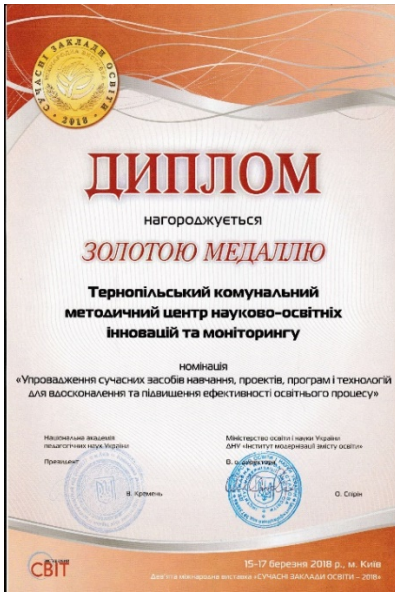 СУЧАСНІ ЗАКЛАДИ ОСВІТИ
2018
ДИПЛОМ
нагороджується
ЗОЛОТОЮ МЕДАЛЛЮ
Тернопільський комунальний
методичний центр науково-освітніх
інновацій та моніторингу
номінація
«Упровадження сучасних засобів навчання, проектів, програм і технологій
для вдосконалення та підвищення ефективності освітнього процесу»
Національна академія
педагогічних наук України
Президент
В. Кремень
Міністерство освіти і науки України
ДНУ «Інститут модернізації змісту освіти»
В. о. директора
О. Спірін
СВІТ
15-17 березня 2018 р., м. Київ
Дев'ята міжнародна виставка «СУЧАСНІ ЗАКЛАДИ ОСВІТИ – 2018»